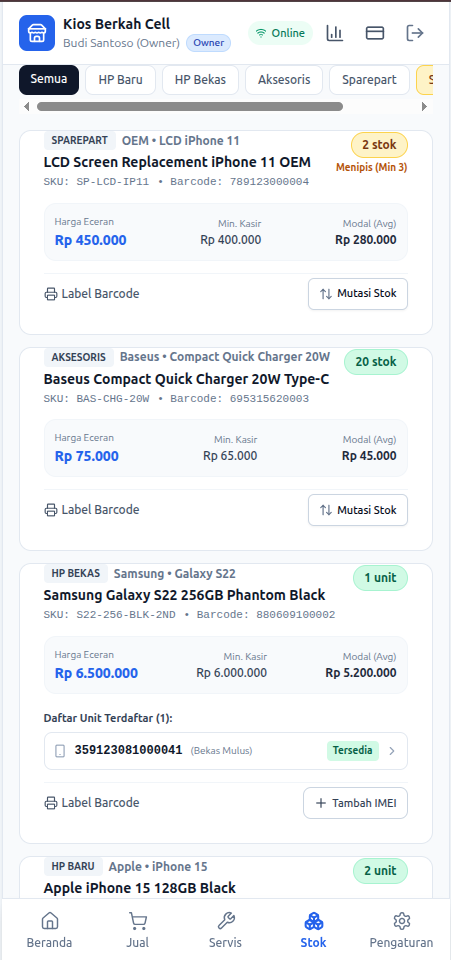 Kios Berkah Cell
Budi Santoso (Owner) Owner
Online
Semua HP Baru HP Bekas Aksesoris Sparepart
SPAREPART OEM • LCD iPhone 11
2 stok
LCD Screen Replacement iPhone 11 OEM
Menipis (Min 3)
SKU: SP-LCD-IP11 • Barcode: 789123000004
Harga Eceran Min. Kasir Modal (Avg)
Rp 450.000 Rp 400.000 Rp 280.000
Label Barcode Mutasi Stok
AKSESORIS Baseus • Compact Quick Charger 20W
20 stok
Baseus Compact Quick Charger 20W Type-C
SKU: BAS-CHG-20W • Barcode: 695315620003
Harga Eceran Min. Kasir Modal (Avg)
Rp 75.000 Rp 65.000 Rp 45.000
Label Barcode Mutasi Stok
HP BEKAS Samsung • Galaxy S22
1 unit
Samsung Galaxy S22 256GB Phantom Black
SKU: S22-256-BLK-2ND • Barcode: 880609100002
Harga Eceran Min. Kasir Modal (Avg)
Rp 6.500.000 Rp 6.000.000 Rp 5.200.000
Daftar Unit Terdaftar (1):
359123081000041 (Bekas Mulus) Tersedia
Label Barcode Tambah IMEI
HP BARU Apple • iPhone 15
2 unit
Apple iPhone 15 128GB Black
Beranda Jual Servis Stok Pengaturan